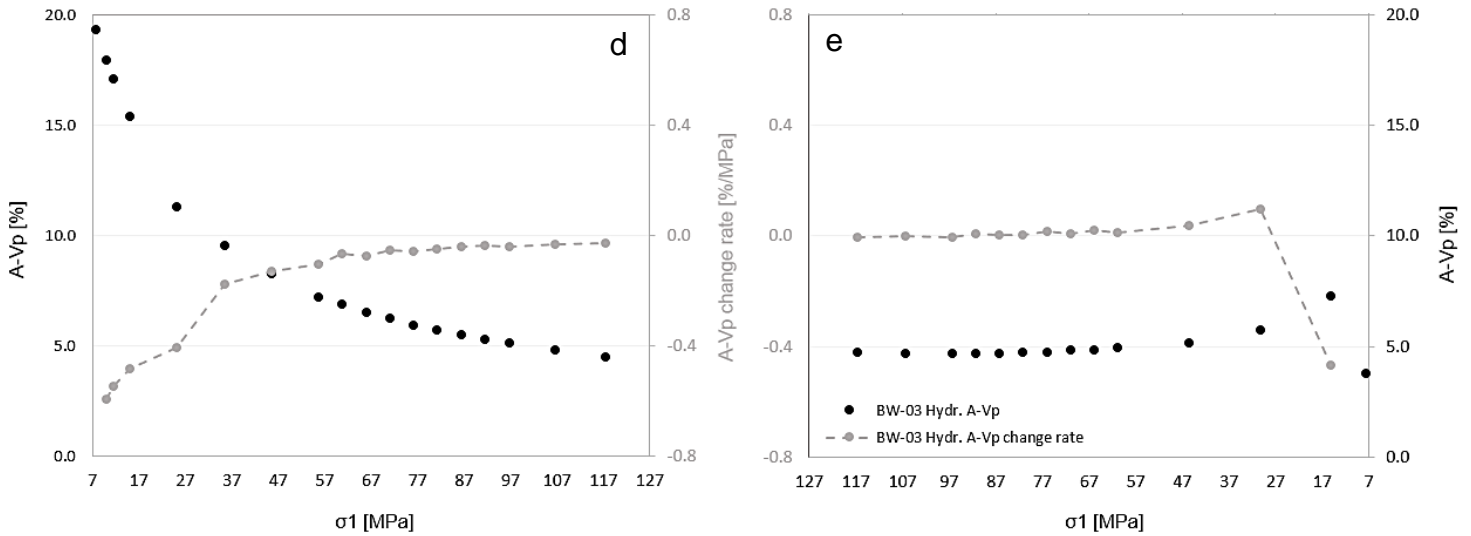 20.0
15.0
10.0
5.0
0.0
A-Vp [%]
0.8
0.4
0.0
-0.4
-0.8
A-Vp change rate [%/MPa]
d
7 17 27 37 47 57 67 77 87 97 107 117 127
σ1 [MPa]
e
0.8
0.4
0.0
-0.4
-0.8
20.0
15.0
10.0
5.0
0.0
A-Vp [%]
BW-03 Hydr. A-Vp
BW-03 Hydr. A-Vp change rate
127 117 107 97 87 77 67 57 47 37 27 17 7
σ1 [MPa]